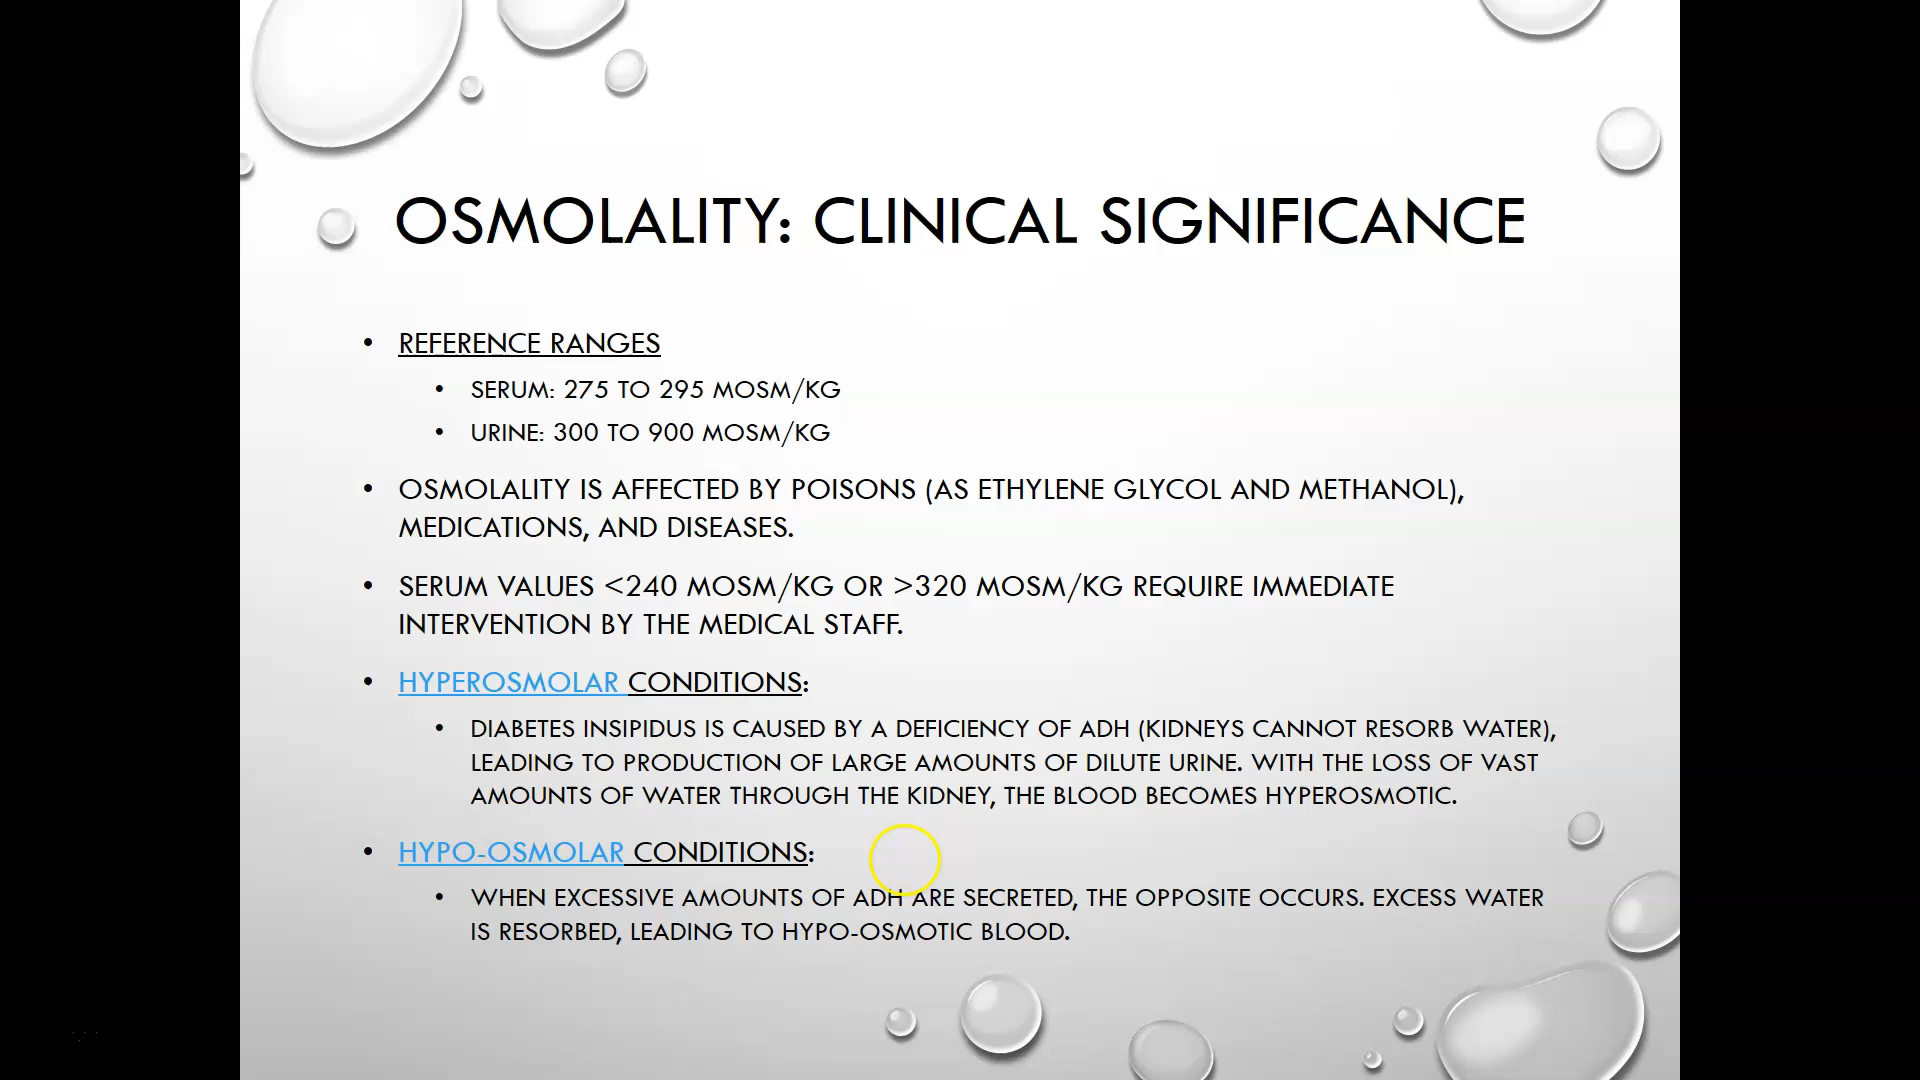 OSMOLALITY: CLINICAL SIGNIFICANCE
• REFERENCE RANGES
• SERUM: 275 TO 295 MOSM/KG
• URINE: 300 TO 900 MOSM/KG
• OSMOLALITY IS AFFECTED BY POISONS (AS ETHYLENE GLYCOL AND METHANOL),
MEDICATIONS, AND DISEASES.
• SERUM VALUES <240 MOSM/KG OR >320 MOSM/KG REQUIRE IMMEDIATE
INTERVENTION BY THE MEDICAL STAFF.
• HYPEROSMOLAR CONDITIONS:
• DIABETES INSIPIDUS IS CAUSED BY A DEFICIENCY OF ADH (KIDNEYS CANNOT RESORB WATER),
LEADING TO PRODUCTION OF LARGE AMOUNTS OF DILUTE URINE. WITH THE LOSS OF VAST
AMOUNTS OF WATER THROUGH THE KIDNEY, THE BLOOD BECOMES HYPEROSMOTIC.
• HYPO-OSMOLAR CONDITIONS:
• WHEN EXCESSIVE AMOUNTS OF ADH ARE SECRETED, THE OPPOSITE OCCURS. EXCESS WATER
IS RESORBED, LEADING TO HYPO-OSMOTIC BLOOD.